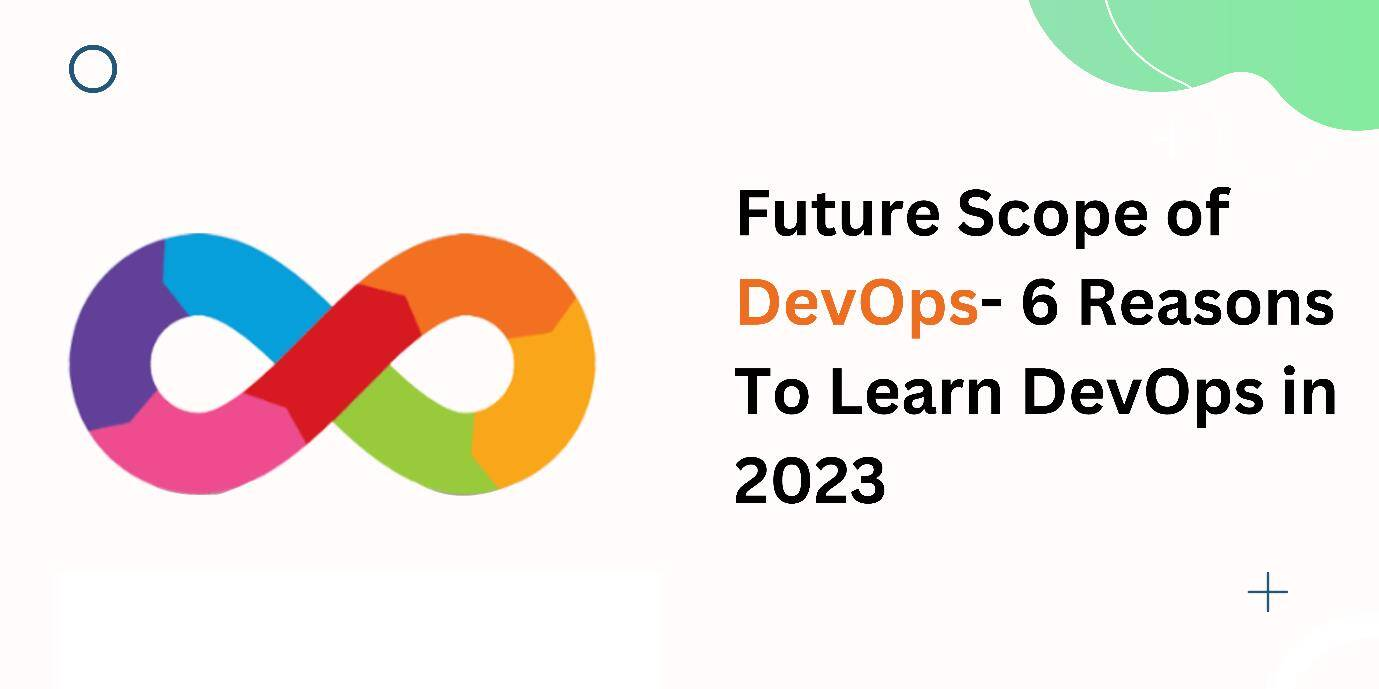 Future Scope of
DevOps- 6 Reasons
To Learn DevOps in
2023